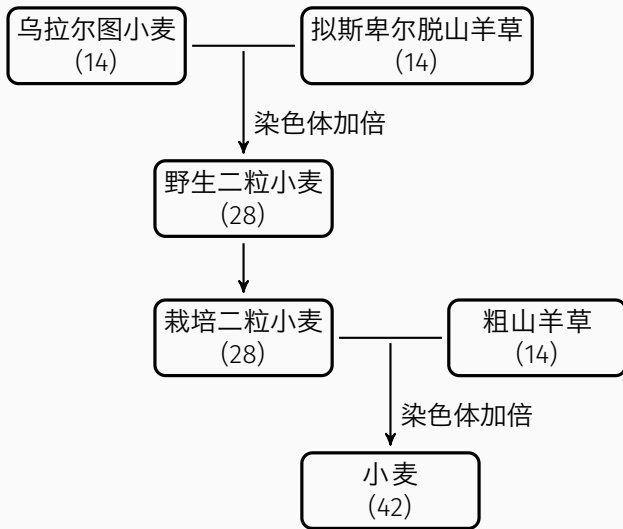 乌拉尔图小麦
(14)
拟斯卑尔脱山羊草
(14)
染色体加倍
野生二粒小麦
(28)
栽培二粒小麦
(28)
粗山羊草
(14)
染色体加倍
小麦
(42)